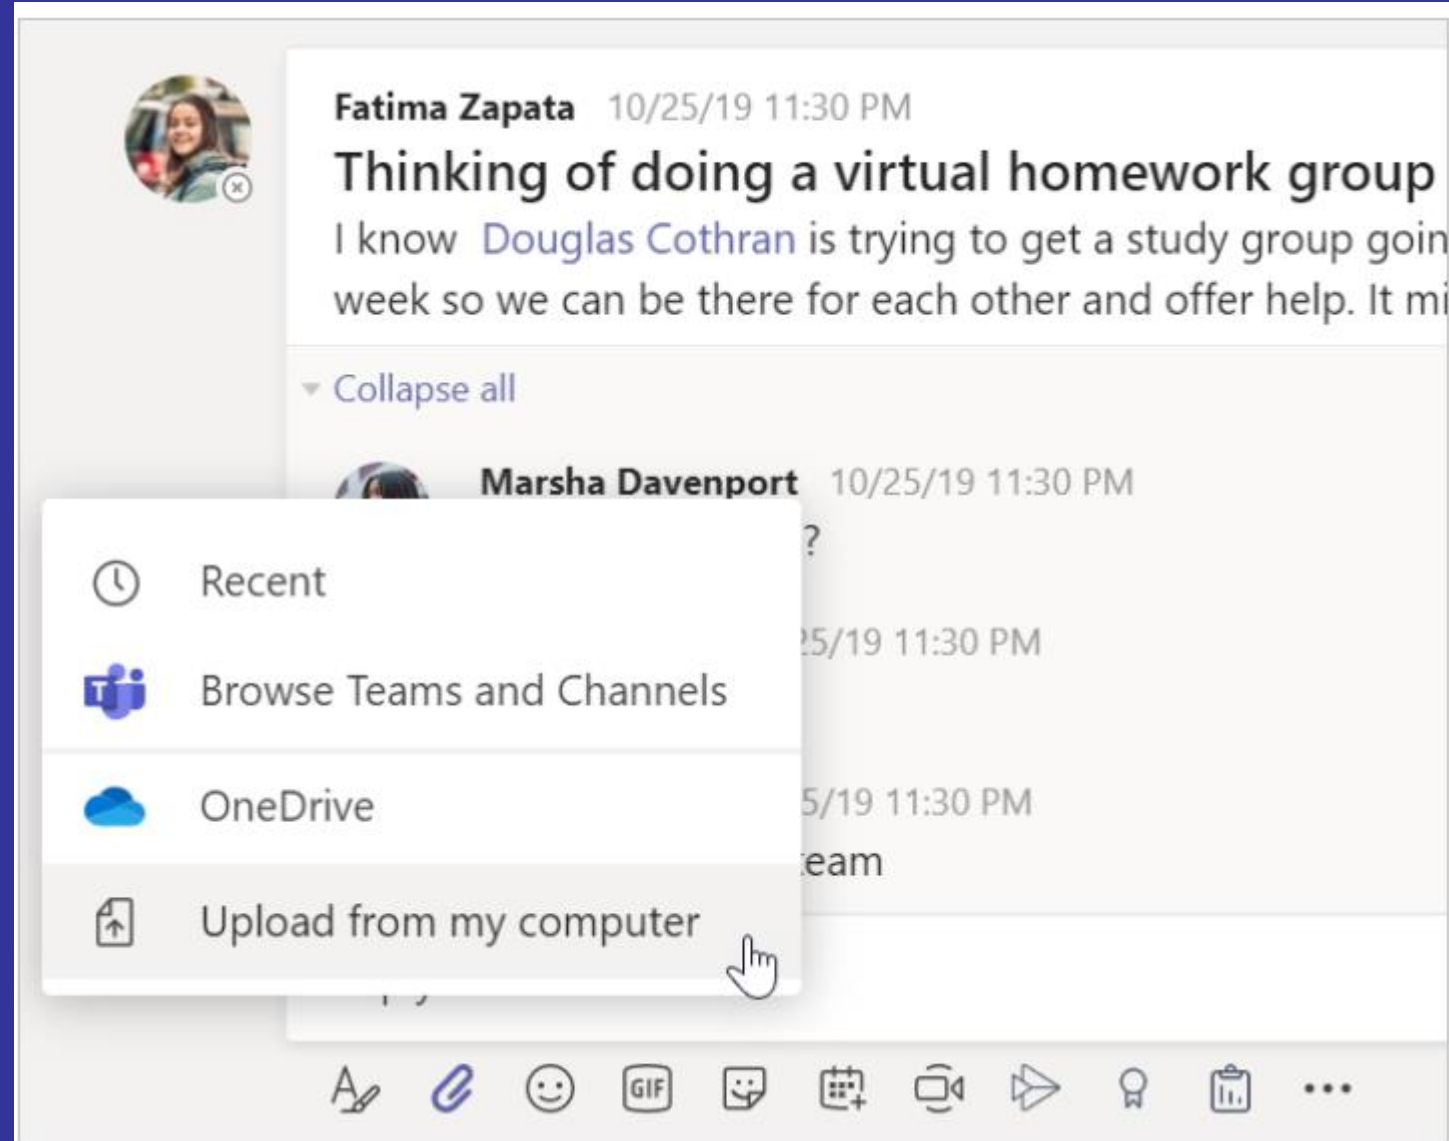 Fatima Zapata 10/25/19 11:30 PM
Thinking of doing a virtual homework group
I know Douglas Cothran is trying to get a study group goin
week so we can be there for each other and offer help. It mi
Collapse all
Marsha Davenport 10/25/19 11:30 PM
?
25/19 11:30 PM
5/19 11:30 PM
team
Recent
Browse Teams and Channels
OneDrive
Upload from my computer
GIF